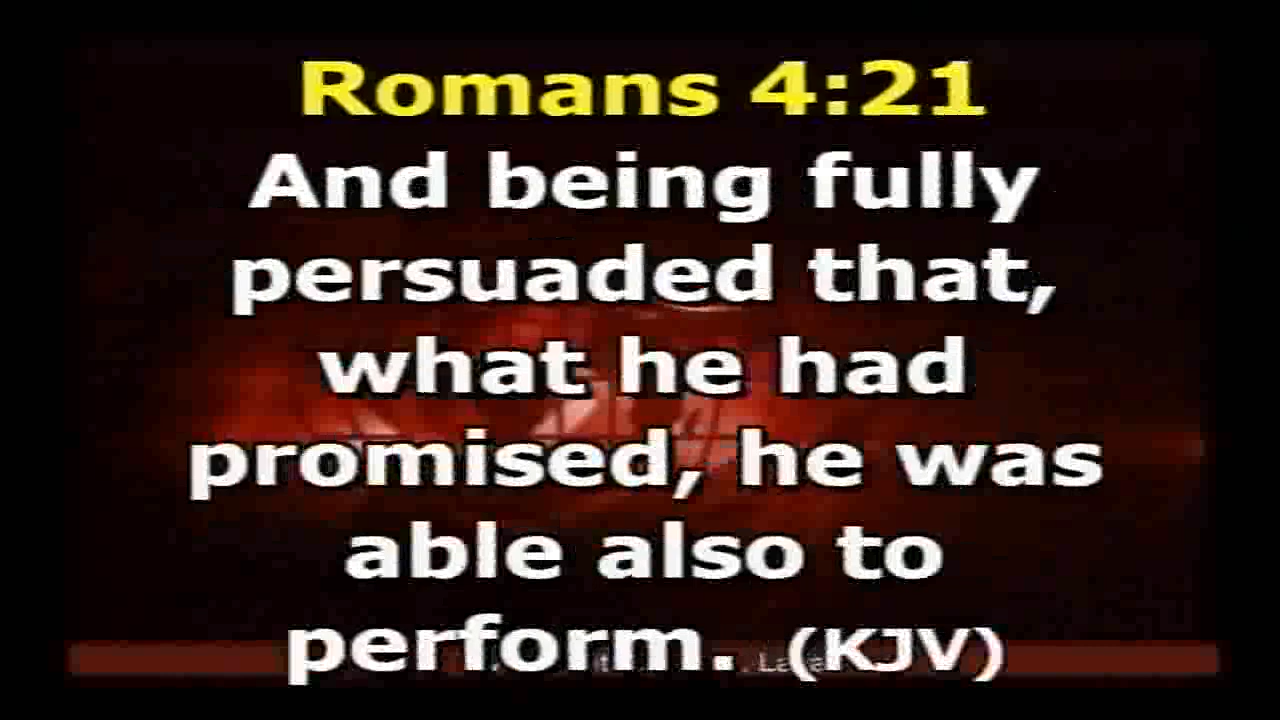 Romans 4:21
And being fully
persuaded that,
what he had
promised, he was
able also to
perform. (KJV)